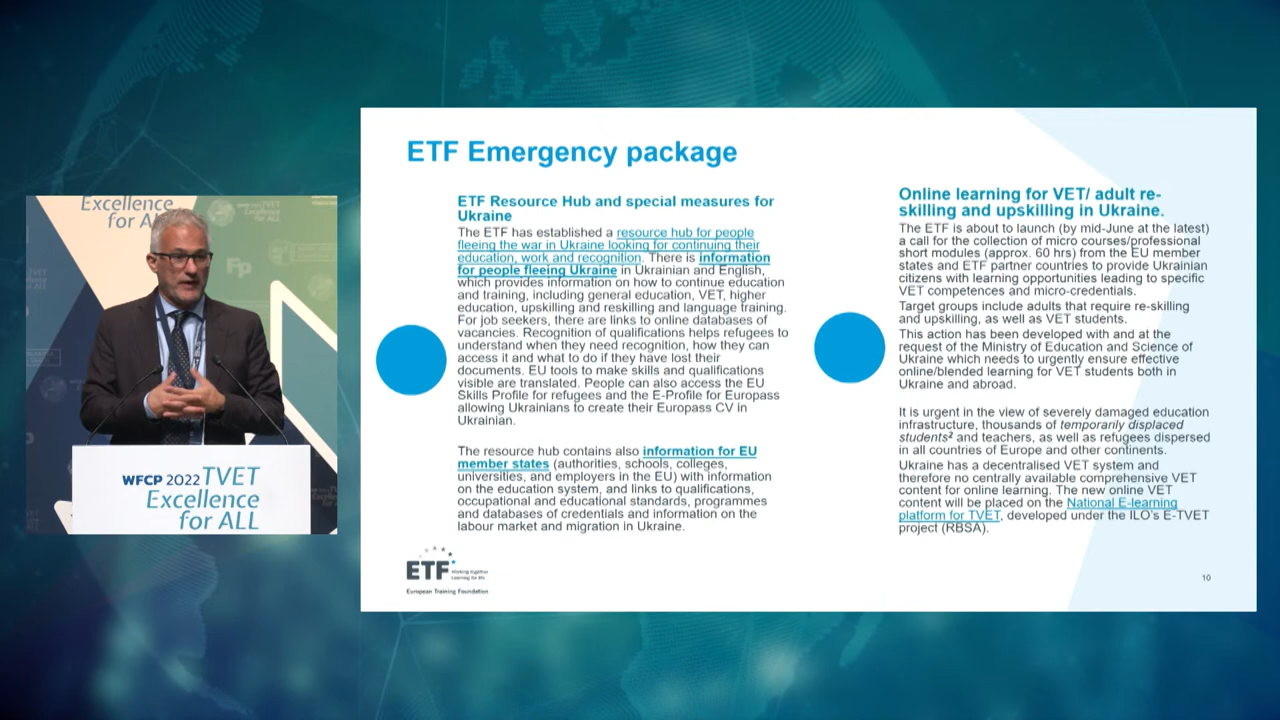 Excellence
for ALL
TVET
Excellence
for ALL
Fp
WFCP 2022 TVET
Excellence
for ALL
ETF Emergency package
ETF Resource Hub and special measures for
Ukraine
The ETF has established a resource hub for people
fleeing the war in Ukraine looking for continuing their
education, work and recognition. There is information
for people fleeing Ukraine in Ukrainian and English,
which provides information on how to continue education
and training, including general education, VET, higher
education, upskilling and reskilling and language training.
For job seekers, there are links to online databases of
vacancies. Recognition of qualifications helps refugees to
understand when they need recognition, how they can
access it and what to do if they have lost their
documents. EU tools to make skills and qualifications
visible are translated. People can also access the EU
Skills Profile for refugees and the E-Profile for Europass
allowing Ukrainians to create their Europass CV in
Ukrainian.
The resource hub contains also information for EU
member states (authorities, schools, colleges,
universities, and employers in the EU) with information
on the education system, and links to qualifications,
occupational and educational standards, programmes
and databases of credentials and information on the
labour market and migration in Ukraine.
Online learning for VET/ adult re-
skilling and upskilling in Ukraine.
The ETF is about to launch (by mid-June at the latest)
a call for the collection of micro courses/professional
short modules (approx. 60 hrs) from the EU member
states and ETF partner countries to provide Ukrainian
citizens with learning opportunities leading to specific
VET competences and micro-credentials.
Target groups include adults that require re-skilling
and upskilling, as well as VET students.
This action has been developed with and at the
request of the Ministry of Education and Science of
Ukraine which needs to urgently ensure effective
online/blended learning for VET students both in
Ukraine and abroad.
It is urgent in the view of severely damaged education
infrastructure, thousands of temporarily displaced
students² and teachers, as well as refugees dispersed
in all countries of Europe and other continents.
Ukraine has a decentralised VET system and
therefore no centrally available comprehensive VET
content for online learning. The new online VET
content will be placed on the National E-learning
platform for TVET, developed under the ILO's E-TVET
project (RBSA).
ETF
Working together
Learning for life
European Training Foundation
10